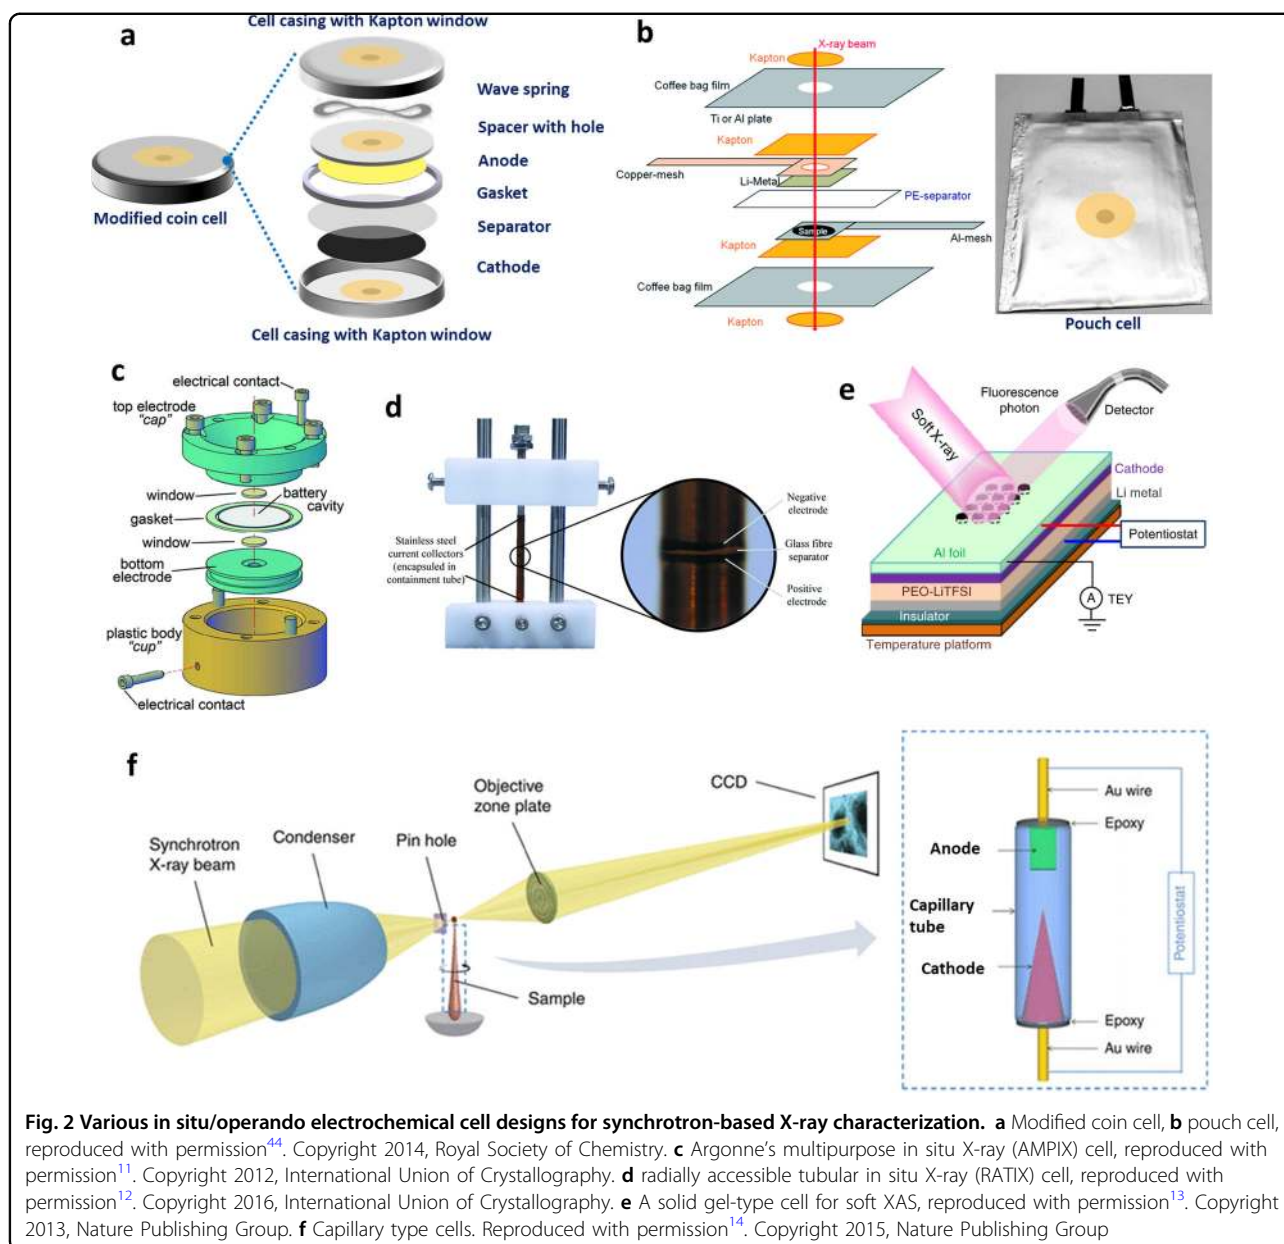 a
Cell casing with Kapton window
Wave spring
Spacer with hole
Anode
Gasket
Separator
Cathode
Modified coin cell
Cell casing with Kapton window
b
X-ray beam
Kapton
Coffee bag film
Ti or Al plate
Kapton
Copper-mesh
Li-Metal
PE-separator
Sample
Al-mesh
Kapton
Coffee bag film
Kapton
Pouch cell
c
electrical contact
top electrode
"cap"
window
battery
cavity
gasket
window
bottom
electrode
plastic body
"cup"
electrical contact
d
Stainless steel
current collectors
(encapsuled in
containment tube)
Negative
electrode
Glass fibre
separator
Positive
electrode
e
Fluorescence
photon
Detector
Soft X-ray
Cathode
Li metal
Potentiostat
Al foil
PEO-LiTFSI
A
TEY
Insulator
Temperature platform
f
Synchrotron
X-ray beam
Condenser
Pin hole
Objective
zone plate
CCD
Sample
Au wire
Epoxy
Anode
Capillary
tube
Potentiostat
Cathode
Epoxy
Au wire
Fig. 2 Various in situ/operando electrochemical cell designs for synchrotron-based X-ray characterization. a Modified coin cell, b pouch cell,
reproduced with permission44. Copyright 2014, Royal Society of Chemistry. c Argonne's multipurpose in situ X-ray (AMPIX) cell, reproduced with
permission11. Copyright 2012, International Union of Crystallography. d radially accessible tubular in situ X-ray (RATIX) cell, reproduced with
permission12. Copyright 2016, International Union of Crystallography. e A solid gel-type cell for soft XAS, reproduced with permission13. Copyright
2013, Nature Publishing Group. f Capillary type cells. Reproduced with permission14. Copyright 2015, Nature Publishing Group